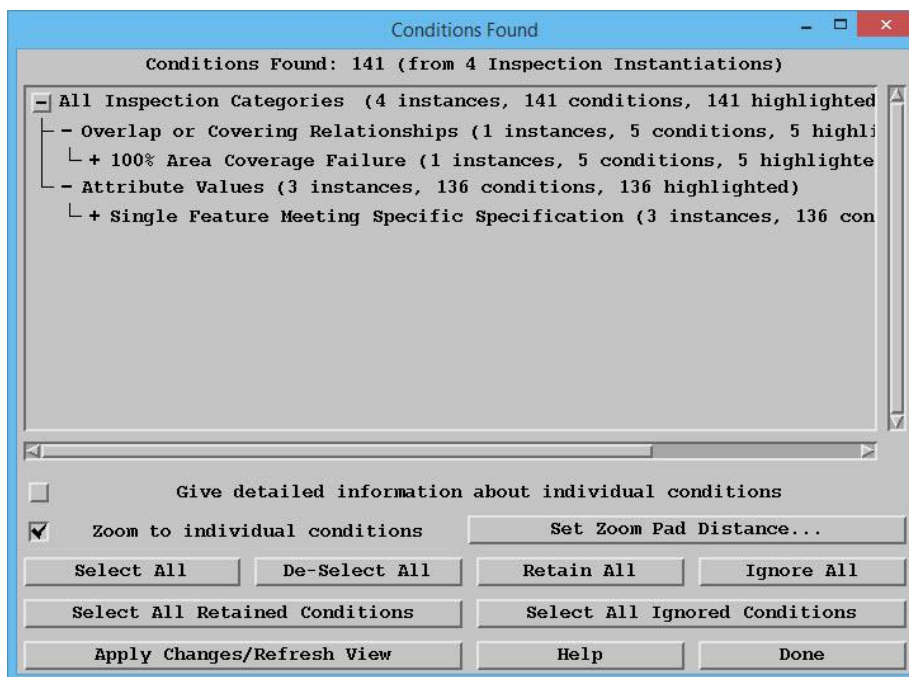 Conditions Found
Conditions Found: 141 (from 4 Inspection Instantiations)
All Inspection Categories (4 instances, 141 conditions, 141 highlighted
- Overlap or Covering Relationships (1 instances, 5 conditions, 5 highli
+ 100% Area Coverage Failure (1 instances, 5 conditions, 5 highlighte
- Attribute Values (3 instances, 136 conditions, 136 highlighted)
+ Single Feature Meeting Specific Specification (3 instances, 136 con
Give detailed information about individual conditions
Zoom to individual conditions
Set Zoom Pad Distance...
Select All
De-Select All
Retain All
Ignore All
Select All Retained Conditions
Select All Ignored Conditions
Apply Changes/Refresh View
Help
Done